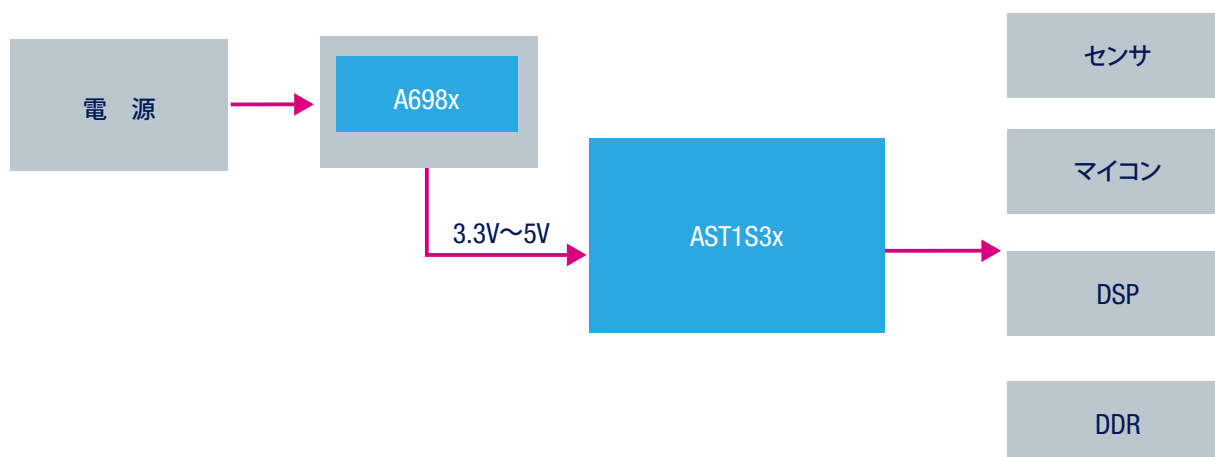 電　源
A698x
3.3V～5V
AST1S3x
センサ
マイコン
DSP
DDR